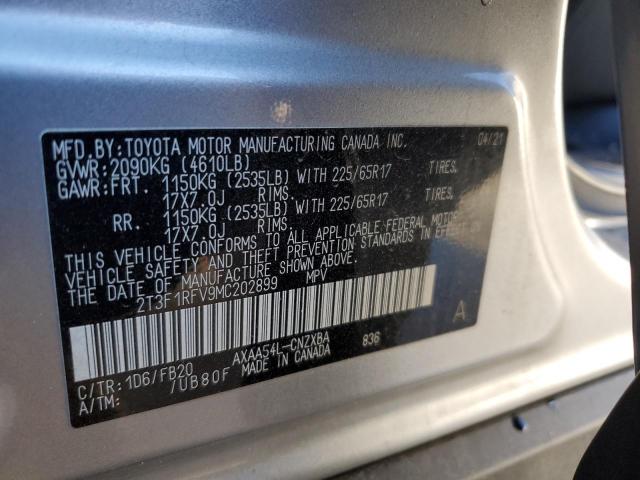 MFD.BY:TOYOTA MOTOR MANUFACTURING CANADA INC. 04/21
GVWR:2090KG (4610LB)
GAWR:FRT. 1150KG (2535LB) WITH 225/65R17 TIRES.
17X7.0J RIMS.
RR. 1150KG (2535LB) WITH 225/65R17 TIRES.
17X7.0J RIMS.
THIS VEHICLE CONFORMS TO ALL APPLICABLE FEDERAL MOTOR
VEHICLE SAFETY AND THEFT PREVENTION STANDARDS IN EFFECT ON
THE DATE OF MANUFACTURE SHOWN ABOVE.
2T3F1RFV9MC202899 MPV
A
C/TR:1D6/FB20 AXAA54L-CNZXBA 836
A/TM: /UB80F MADE IN CANADA